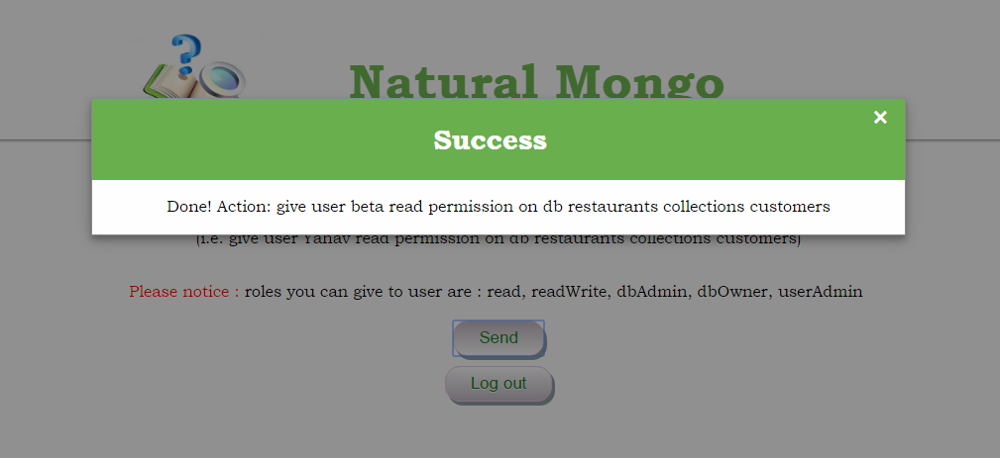 Natural Mongo
×
Success
Done! Action: give user beta read permission on db restaurants collections customers
(i.e. give user Yahav read permission on db restaurants collections customers)
Please notice : roles you can give to user are : read, readWrite, dbAdmin, dbOwner, userAdmin
Send
Log out